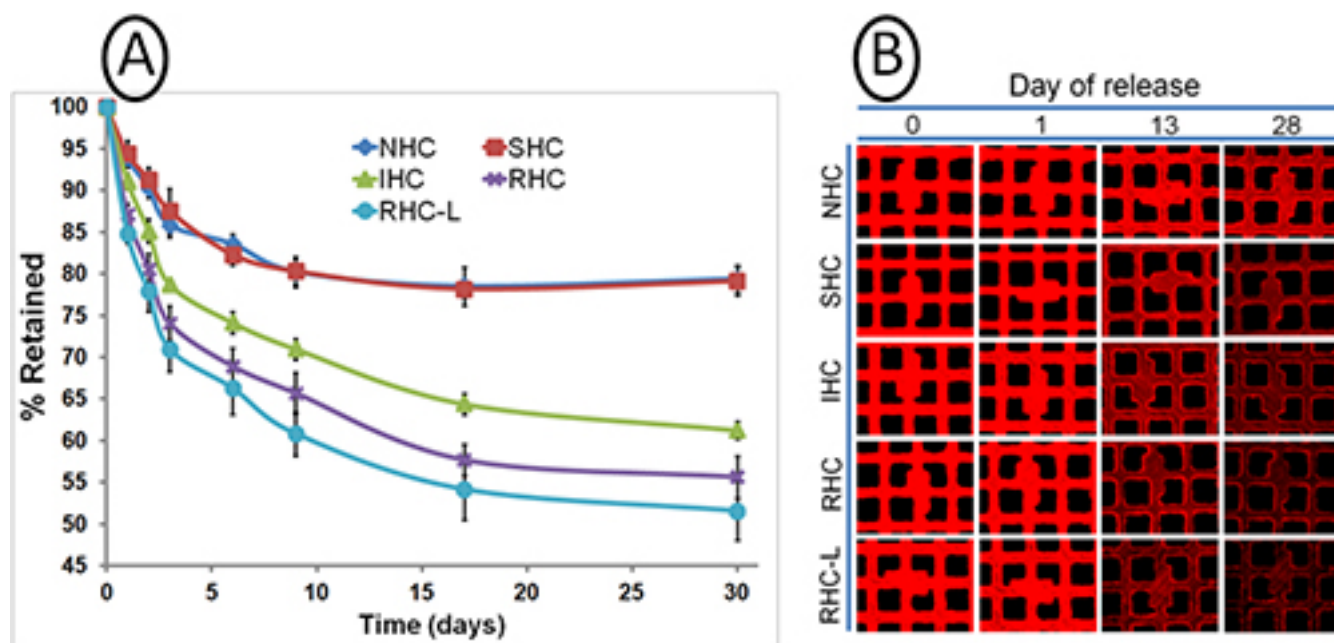 A
100
95
90
85
80
75
70
65
60
55
50
45
% Retained
NHC SHC
IHC RHC
RHC-L
0 5 10 15 20 25 30
Time (days)
B
Day of release
0 1 13 28
NHC
SHC
IHC
RHC
RHC-L